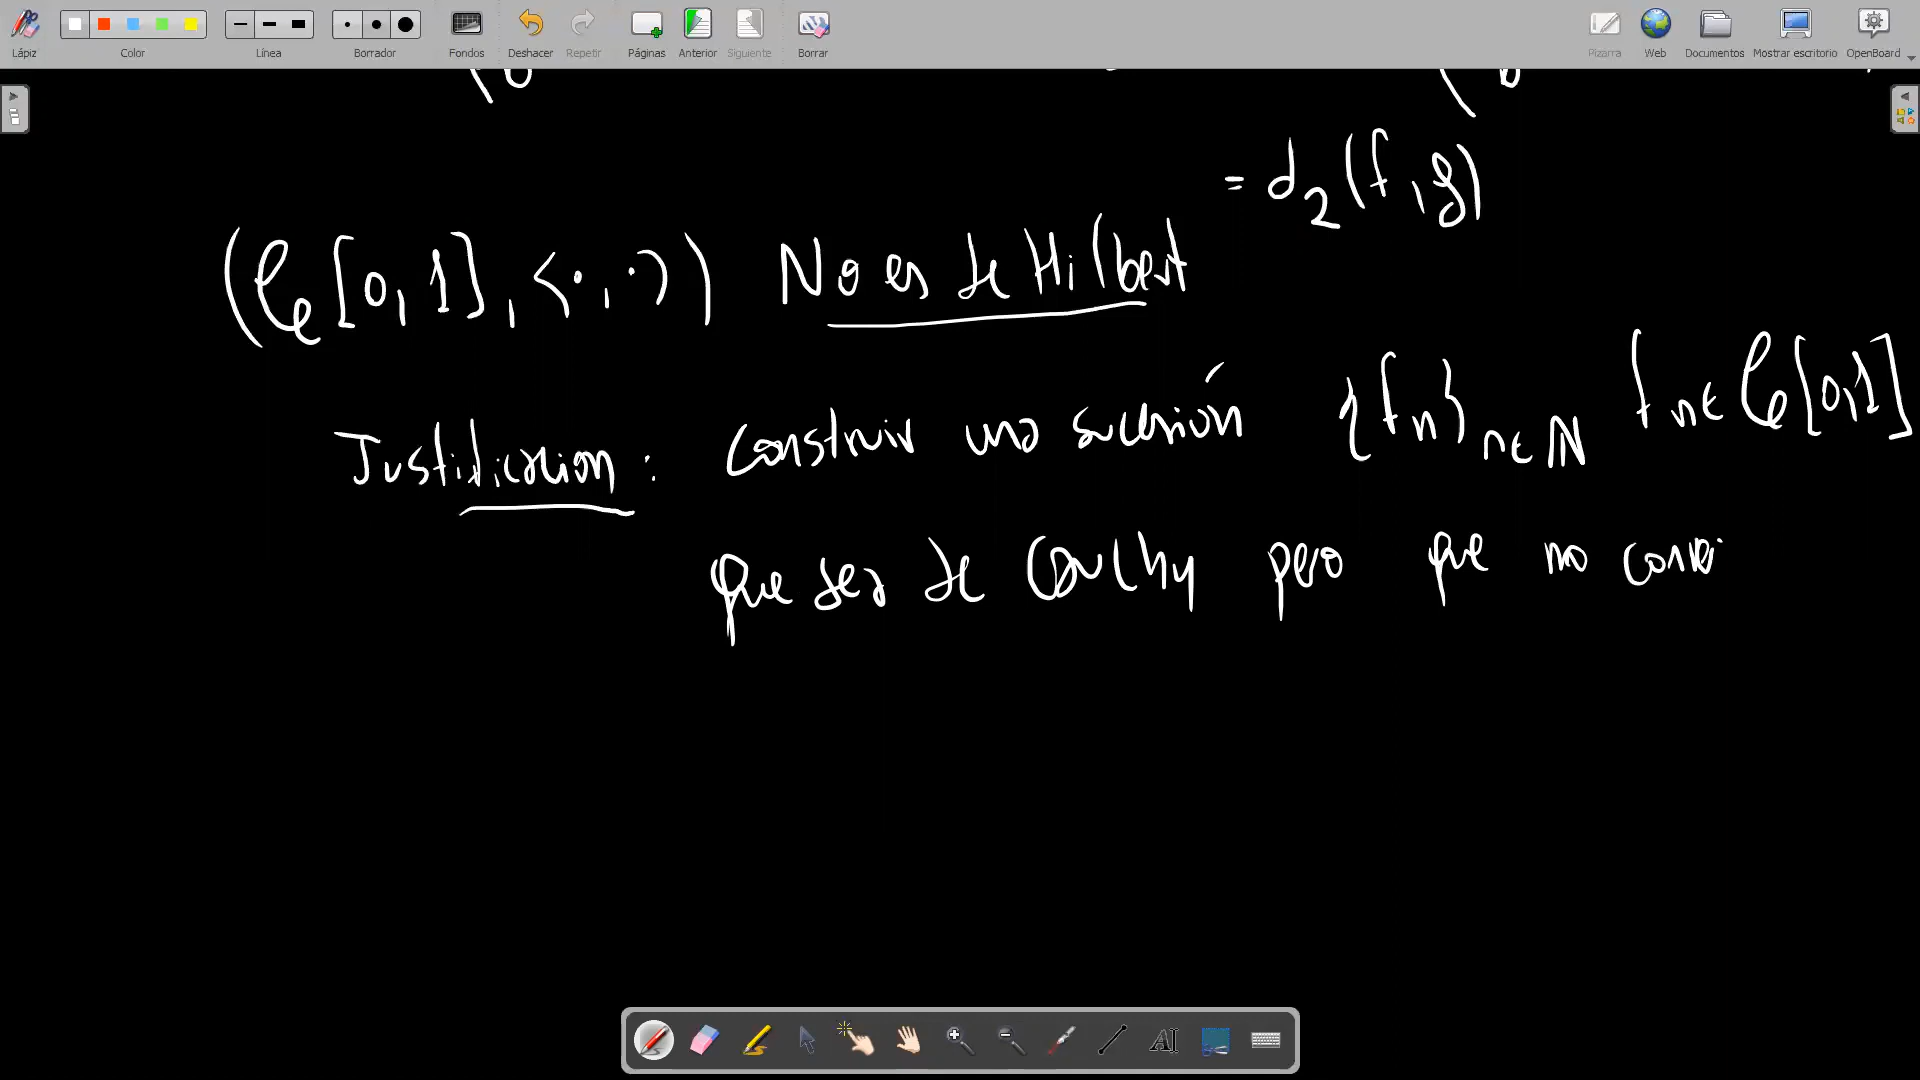 Lápiz Color Línea Borrador Fondos Deshacer Repetir Páginas Anterior Siguiente Borrar Pizarra Web Documentos Mostrar escritorio OpenBoard
= d₂(f,g)
(𝒞[0,1], <·,·>) No es de Hilbert
Justificacion: construir una sucesión {fₙ}ₙ∈ℕ fₙ∈𝒞[0,1]
que sea de Cauchy pero que no conv